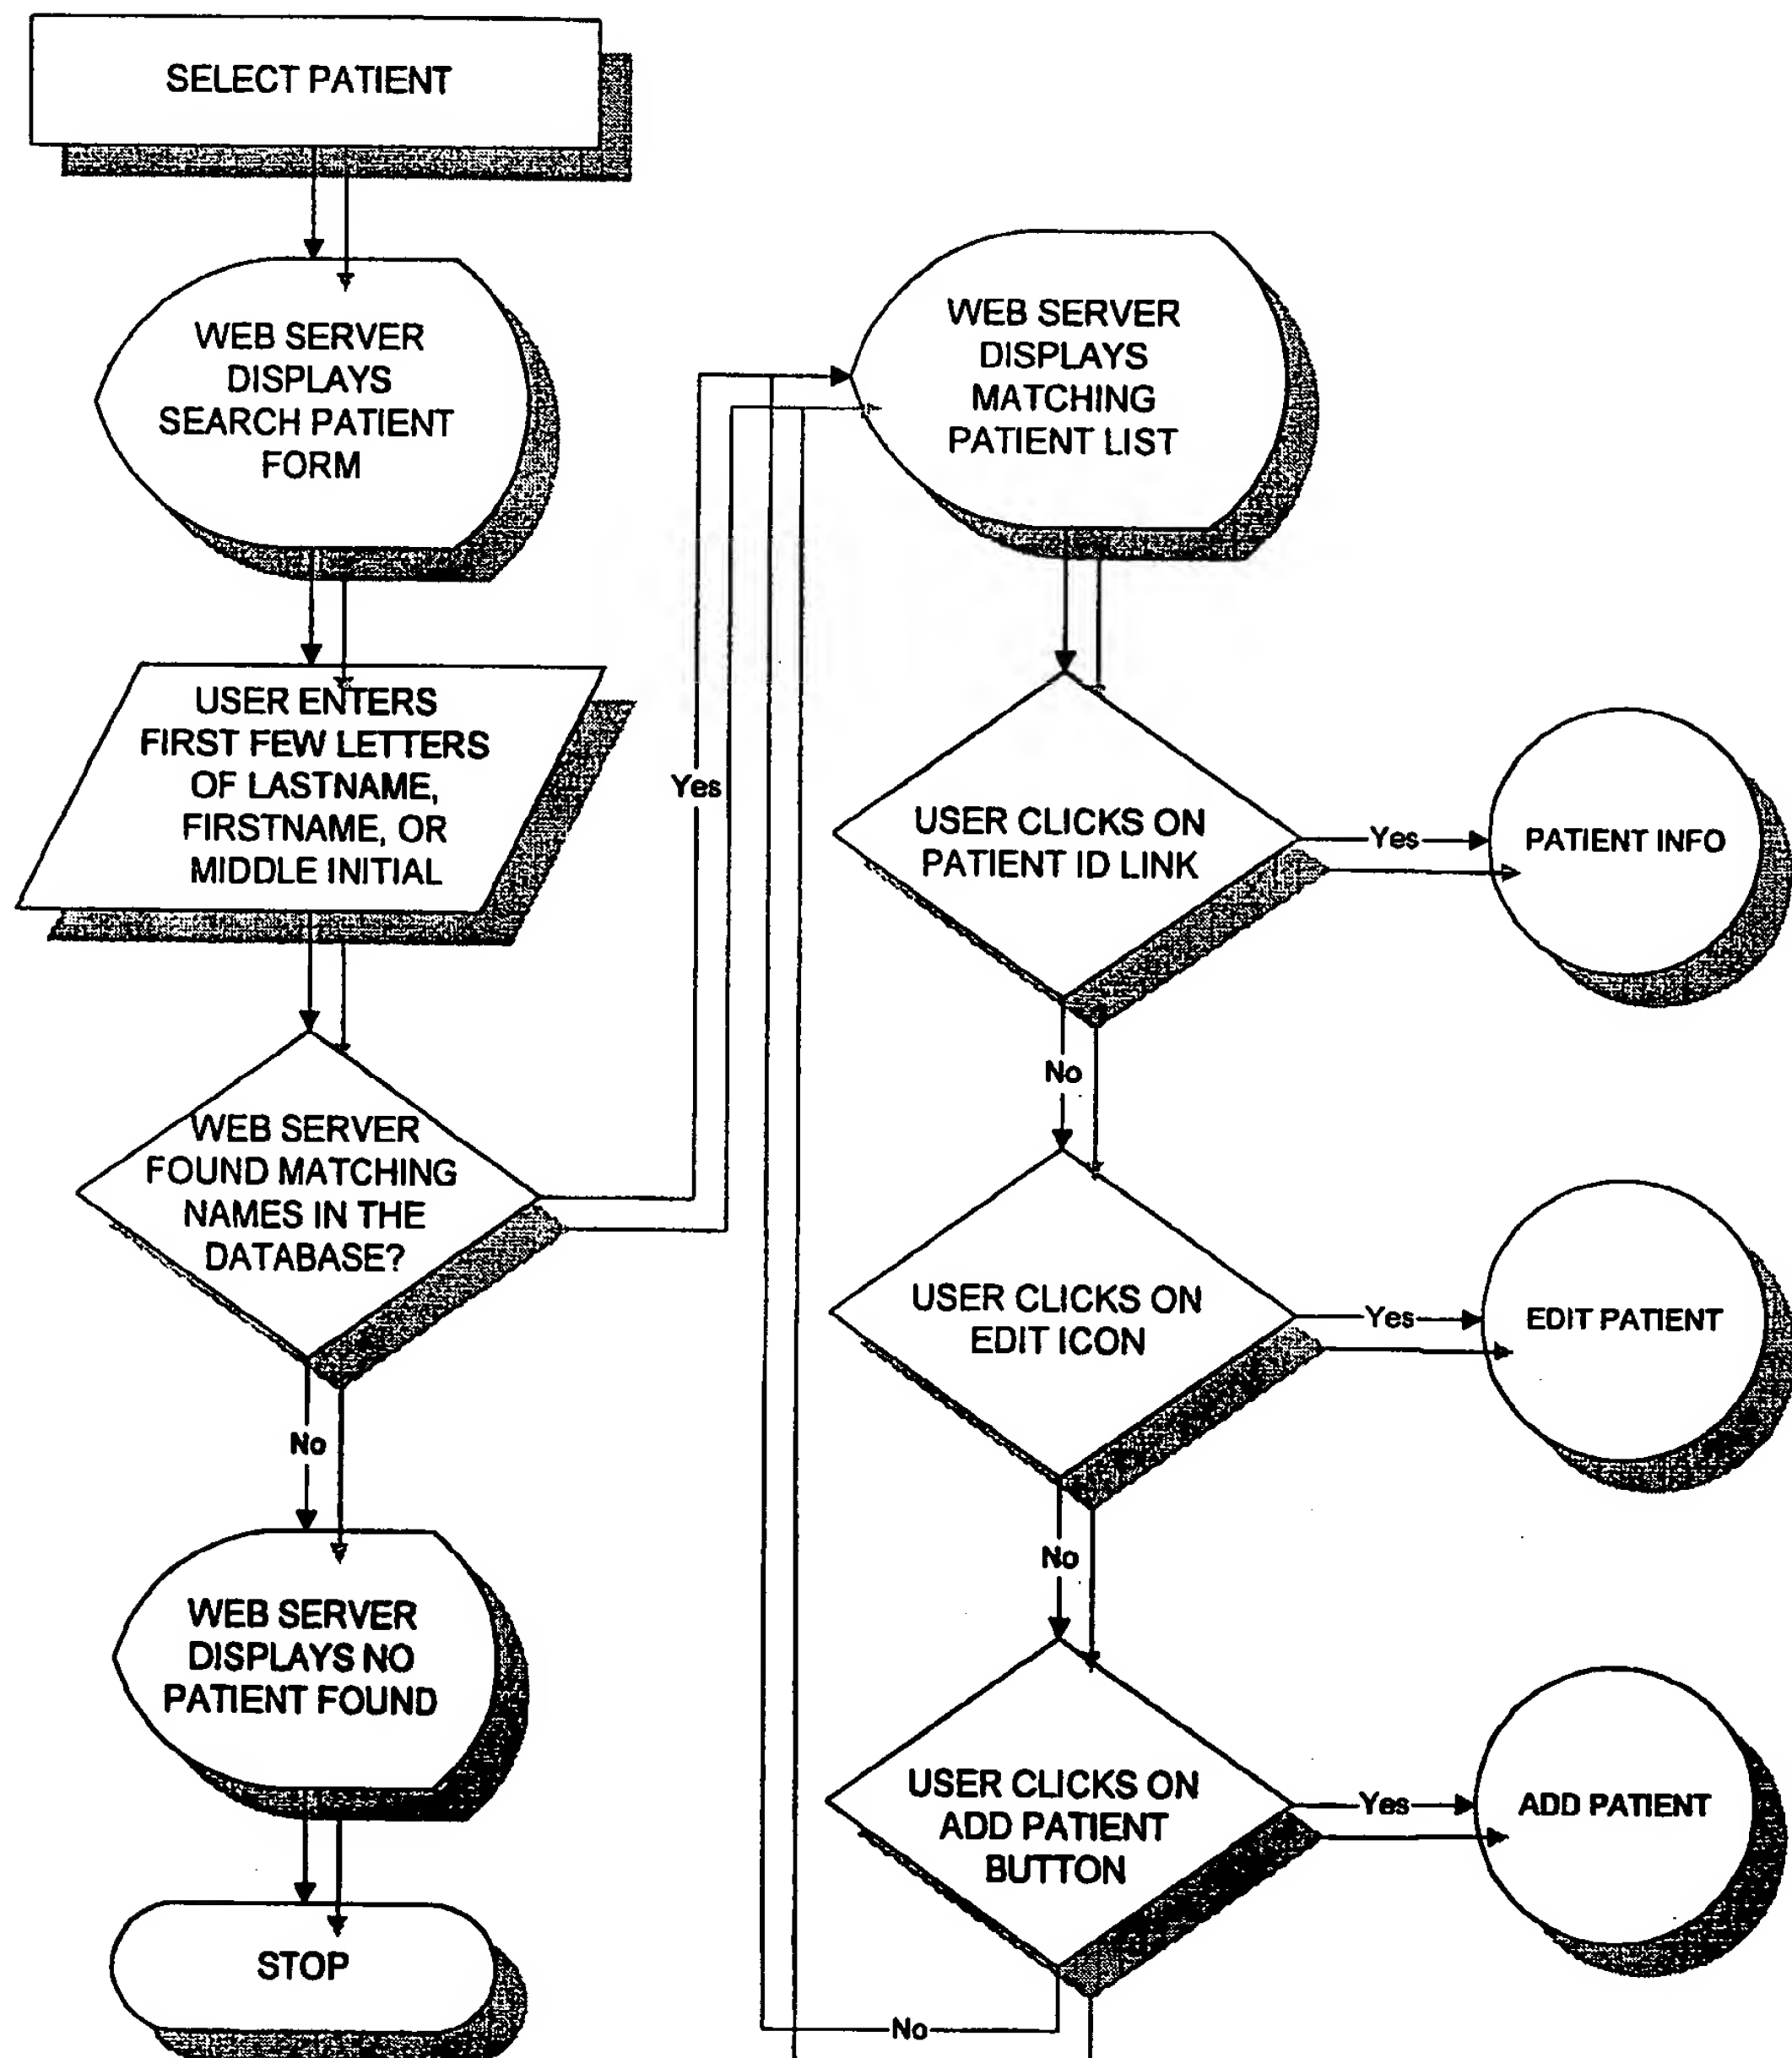 SELECT PATIENT
WEB SERVER
DISPLAYS
SEARCH PATIENT
FORM
USER ENTERS
FIRST FEW LETTERS
OF LASTNAME,
FIRSTNAME, OR
MIDDLE INITIAL
WEB SERVER
FOUND MATCHING
NAMES IN THE
DATABASE?
Yes
No
WEB SERVER
DISPLAYS NO
PATIENT FOUND
STOP
WEB SERVER
DISPLAYS
MATCHING
PATIENT LIST
USER CLICKS ON
PATIENT ID LINK
Yes
PATIENT INFO
No
USER CLICKS ON
EDIT ICON
Yes
EDIT PATIENT
No
USER CLICKS ON
ADD PATIENT
BUTTON
Yes
ADD PATIENT
No